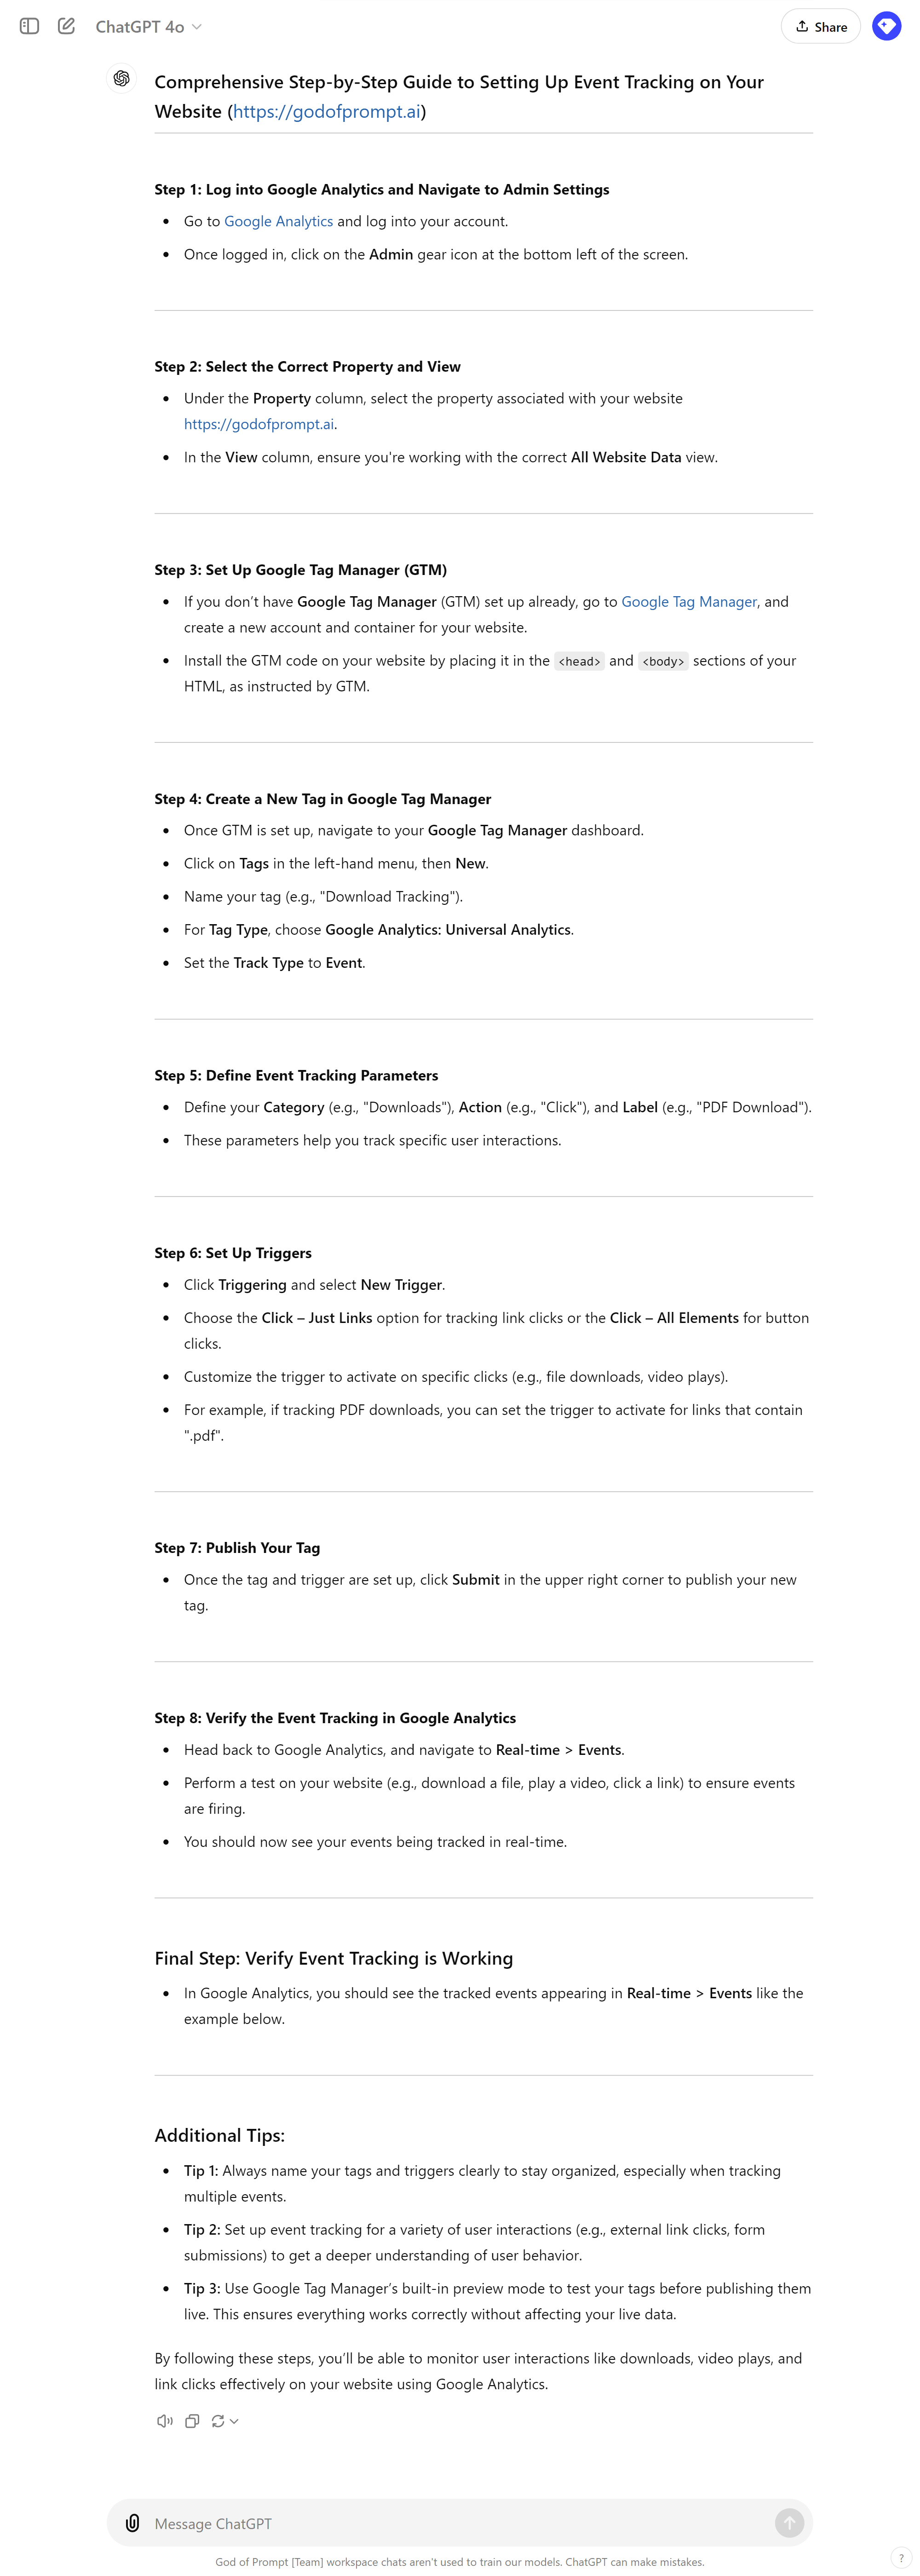 ChatGPT 4o
Share
Comprehensive Step-by-Step Guide to Setting Up Event Tracking on Your
Website (https://godofprompt.ai)
Step 1: Log into Google Analytics and Navigate to Admin Settings
• Go to Google Analytics and log into your account.
• Once logged in, click on the Admin gear icon at the bottom left of the screen.
Step 2: Select the Correct Property and View
• Under the Property column, select the property associated with your website
https://godofprompt.ai.
• In the View column, ensure you're working with the correct All Website Data view.
Step 3: Set Up Google Tag Manager (GTM)
• If you don’t have Google Tag Manager (GTM) set up already, go to Google Tag Manager, and
create a new account and container for your website.
• Install the GTM code on your website by placing it in the <head> and <body> sections of your
HTML, as instructed by GTM.
Step 4: Create a New Tag in Google Tag Manager
• Once GTM is set up, navigate to your Google Tag Manager dashboard.
• Click on Tags in the left-hand menu, then New.
• Name your tag (e.g., "Download Tracking").
• For Tag Type, choose Google Analytics: Universal Analytics.
• Set the Track Type to Event.
Step 5: Define Event Tracking Parameters
• Define your Category (e.g., "Downloads"), Action (e.g., "Click"), and Label (e.g., "PDF Download").
• These parameters help you track specific user interactions.
Step 6: Set Up Triggers
• Click Triggering and select New Trigger.
• Choose the Click – Just Links option for tracking link clicks or the Click – All Elements for button
clicks.
• Customize the trigger to activate on specific clicks (e.g., file downloads, video plays).
• For example, if tracking PDF downloads, you can set the trigger to activate for links that contain
".pdf".
Step 7: Publish Your Tag
• Once the tag and trigger are set up, click Submit in the upper right corner to publish your new
tag.
Step 8: Verify the Event Tracking in Google Analytics
• Head back to Google Analytics, and navigate to Real-time > Events.
• Perform a test on your website (e.g., download a file, play a video, click a link) to ensure events
are firing.
• You should now see your events being tracked in real-time.
Final Step: Verify Event Tracking is Working
• In Google Analytics, you should see the tracked events appearing in Real-time > Events like the
example below.
Additional Tips:
• Tip 1: Always name your tags and triggers clearly to stay organized, especially when tracking
multiple events.
• Tip 2: Set up event tracking for a variety of user interactions (e.g., external link clicks, form
submissions) to get a deeper understanding of user behavior.
• Tip 3: Use Google Tag Manager’s built-in preview mode to test your tags before publishing them
live. This ensures everything works correctly without affecting your live data.
By following these steps, you’ll be able to monitor user interactions like downloads, video plays, and
link clicks effectively on your website using Google Analytics.
Message ChatGPT
God of Prompt [Team] workspace chats aren't used to train our models. ChatGPT can make mistakes.
?